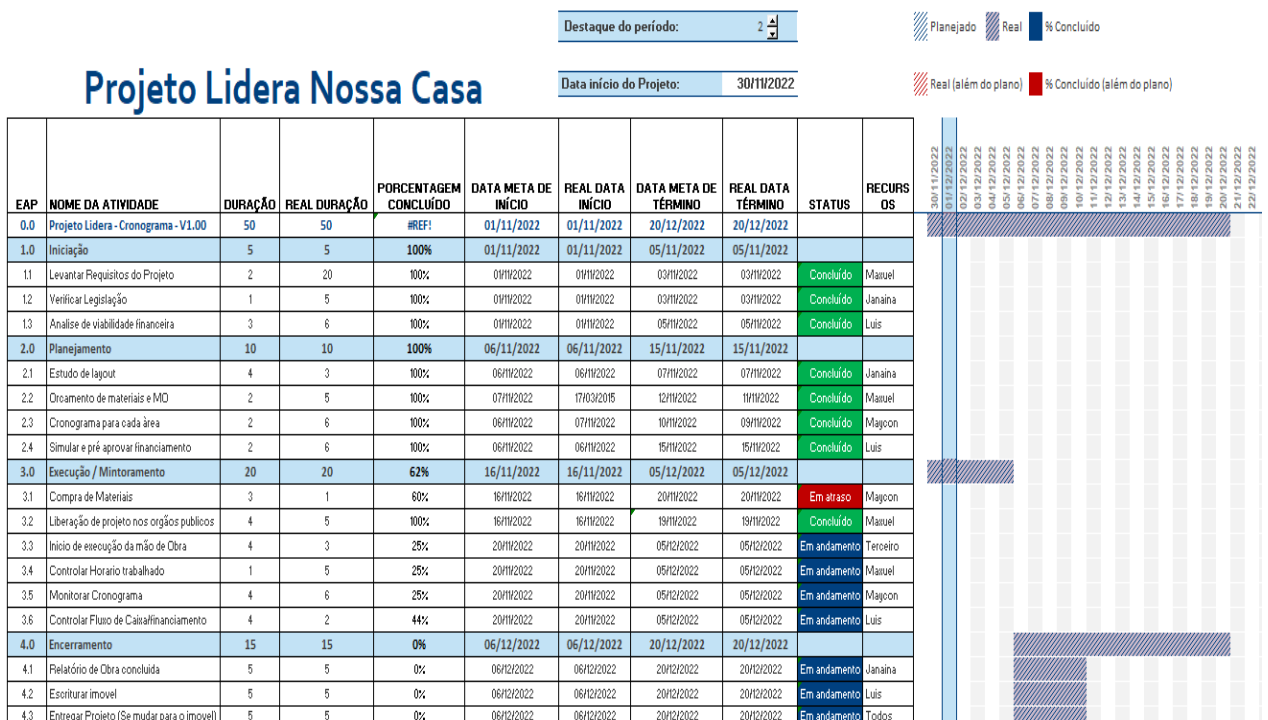 Destaque do período: 2
Planejado Real % Concluído
Projeto Lidera Nossa Casa
Data início do Projeto: 30/11/2022
Real (além do plano) % Concluído (além do plano)
EAP NOME DA ATIVIDADE DURAÇÃO REAL DURAÇÃO PORCENTAGEM CONCLUÍDO DATA META DE INÍCIO REAL DATA INÍCIO DATA META DE TÉRMINO REAL DATA TÉRMINO STATUS RECURSOS 30/11/2022 01/12/2022 02/12/2022 03/12/2022 04/12/2022 05/12/2022 06/12/2022 07/12/2022 08/12/2022 09/12/2022 10/12/2022 11/12/2022 12/12/2022 13/12/2022 14/12/2022 15/12/2022 16/12/2022 17/12/2022 18/12/2022 19/12/2022 20/12/2022 21/12/2022 22/12/2022
0.0 Projeto Lidera - Cronograma - V1.00 50 50 #REF! 01/11/2022 01/11/2022 20/12/2022 20/12/2022
1.0 Iniciação 5 5 100% 01/11/2022 01/11/2022 05/11/2022 05/11/2022
1.1 Levantar Requisitos do Projeto 2 20 100% 01/11/2022 01/11/2022 03/11/2022 03/11/2022 Concluído Maxuel
1.2 Verificar Legislação 1 5 100% 01/11/2022 01/11/2022 03/11/2022 03/11/2022 Concluído Janaina
1.3 Analise de viabilidade financeira 3 6 100% 01/11/2022 01/11/2022 05/11/2022 05/11/2022 Concluído Luis
2.0 Planejamento 10 10 100% 06/11/2022 06/11/2022 15/11/2022 15/11/2022
2.1 Estudo de layout 4 3 100% 06/11/2022 06/11/2022 07/11/2022 07/11/2022 Concluído Janaina
2.2 Orcamento de materiais e MO 2 5 100% 07/11/2022 17/03/2015 12/11/2022 11/11/2022 Concluído Maxuel
2.3 Cronograma para cada àrea 2 6 100% 06/11/2022 07/11/2022 10/11/2022 09/11/2022 Concluído Maycon
2.4 Simular e pré aprovar financiamento 2 6 100% 06/11/2022 06/11/2022 15/11/2022 15/11/2022 Concluído Luis
3.0 Execução / Mintoramento 20 20 62% 16/11/2022 16/11/2022 05/12/2022 05/12/2022
3.1 Compra de Materiais 3 1 60% 16/11/2022 16/11/2022 20/11/2022 20/11/2022 Em atraso Maycon
3.2 Liberação de projeto nos orgãos publicos 4 5 100% 16/11/2022 16/11/2022 19/11/2022 19/11/2022 Concluído Maxuel
3.3 Inicio de execução da mão de Obra 4 3 25% 20/11/2022 20/11/2022 05/12/2022 05/12/2022 Em andamento Terceiro
3.4 Controlar Horario trabalhado 1 5 25% 20/11/2022 20/11/2022 05/12/2022 05/12/2022 Em andamento Maxuel
3.5 Monitorar Cronograma 4 6 25% 20/11/2022 20/11/2022 05/12/2022 05/12/2022 Em andamento Maycon
3.6 Controlar Fluxo de Caixa/financiamento 4 2 44% 20/11/2022 20/11/2022 05/12/2022 05/12/2022 Em andamento Luis
4.0 Encerramento 15 15 0% 06/12/2022 06/12/2022 20/12/2022 20/12/2022
4.1 Relatório de Obra concluida 5 5 0% 06/12/2022 06/12/2022 20/12/2022 20/12/2022 Em andamento Janaina
4.2 Escriturar imovel 5 5 0% 06/12/2022 06/12/2022 20/12/2022 20/12/2022 Em andamento Luis
4.3 Entregar Projeto (Se mudar para o imovel) 5 5 0% 06/12/2022 06/12/2022 20/12/2022 20/12/2022 Em andamento Todos